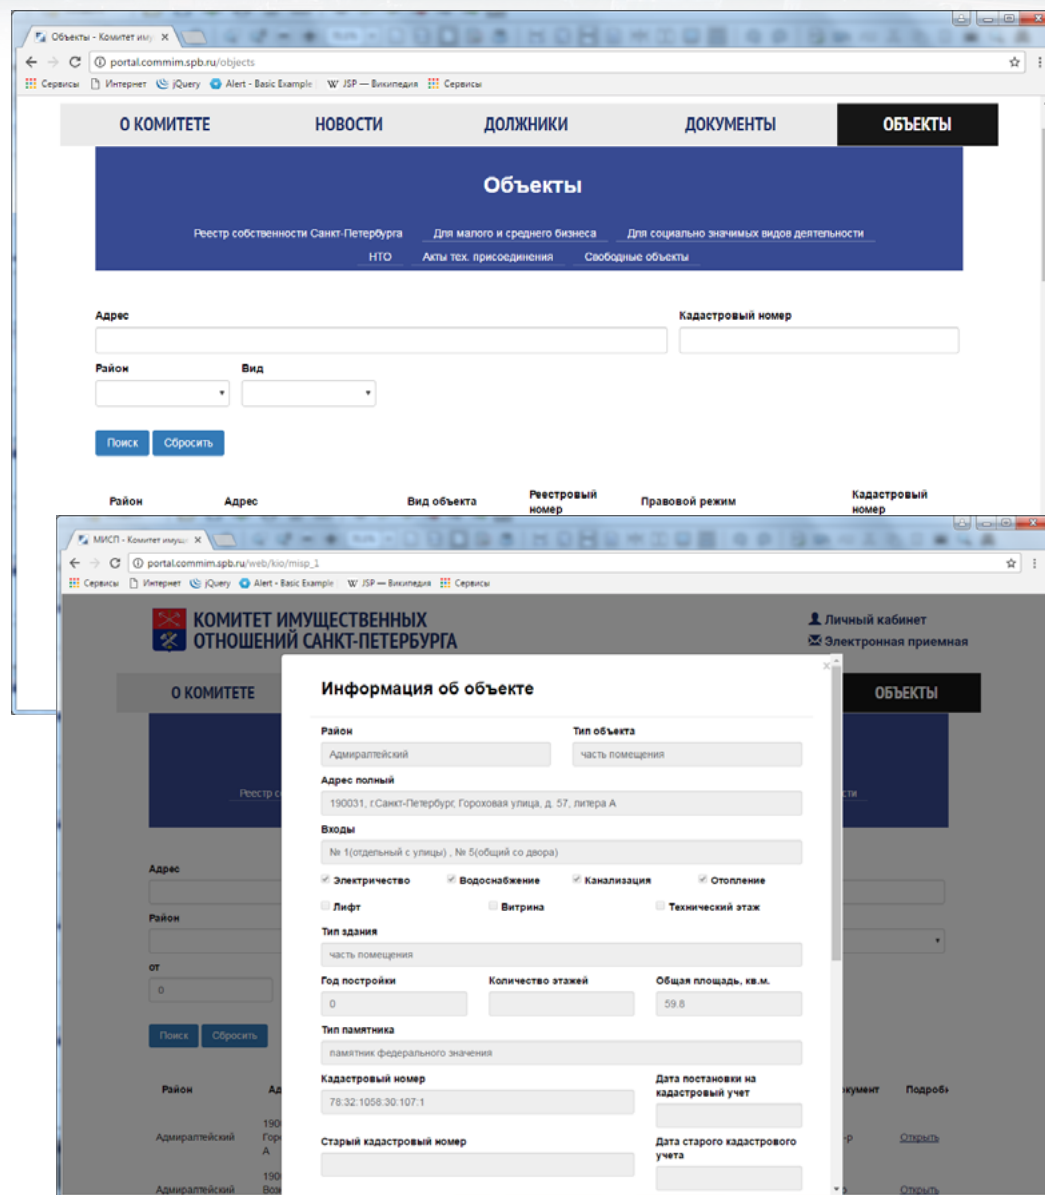 Объекты - Комитет иму
portal.commim.spb.ru/objects
Сервисы Интернет jQuery Alert - Basic Example W JSP — Википедия Сервисы
О КОМИТЕТЕ НОВОСТИ ДОЛЖНИКИ ДОКУМЕНТЫ ОБЪЕКТЫ
Объекты
Реестр собственности Санкт-Петербурга Для малого и среднего бизнеса Для социально значимых видов деятельности
НТО Акты тех. присоединения Свободные объекты
Адрес Кадастровый номер
Район Вид
Поиск Сбросить
Район Адрес Вид объекта Реестровый номер Правовой режим Кадастровый номер
МИСП - Комитет имущ
portal.commim.spb.ru/web/kio/misp_1
Сервисы Интернет jQuery Alert - Basic Example W JSP — Википедия Сервисы
КОМИТЕТ ИМУЩЕСТВЕННЫХ
ОТНОШЕНИЙ САНКТ-ПЕТЕРБУРГА
Личный кабинет
Электронная приемная
О КОМИТЕТЕ ОБЪЕКТЫ
Реестр с
сти
Адрес
Район
от
0
Поиск Сбросить
Район Ад кумент Подробн
Адмиралтейский 190 Гор А -р Открыть
Адмиралтейский 190 Воз Открыть
Информация об объекте
Район Тип объекта
Адмиралтейский часть помещения
Адрес полный
190031, г.Санкт-Петербург, Гороховая улица, д. 57, литера А
Входы
№ 1(отдельный с улицы) , № 5(общий со двора)
Электричество Водоснабжение Канализация Отопление
Лифт Витрина Технический этаж
Тип здания
часть помещения
Год постройки Количество этажей Общая площадь, кв.м.
0 59.8
Тип памятника
памятник федерального значения
Кадастровый номер Дата постановки на кадастровый учет
78:32:1058:30:107:1
Старый кадастровый номер Дата старого кадастрового учета